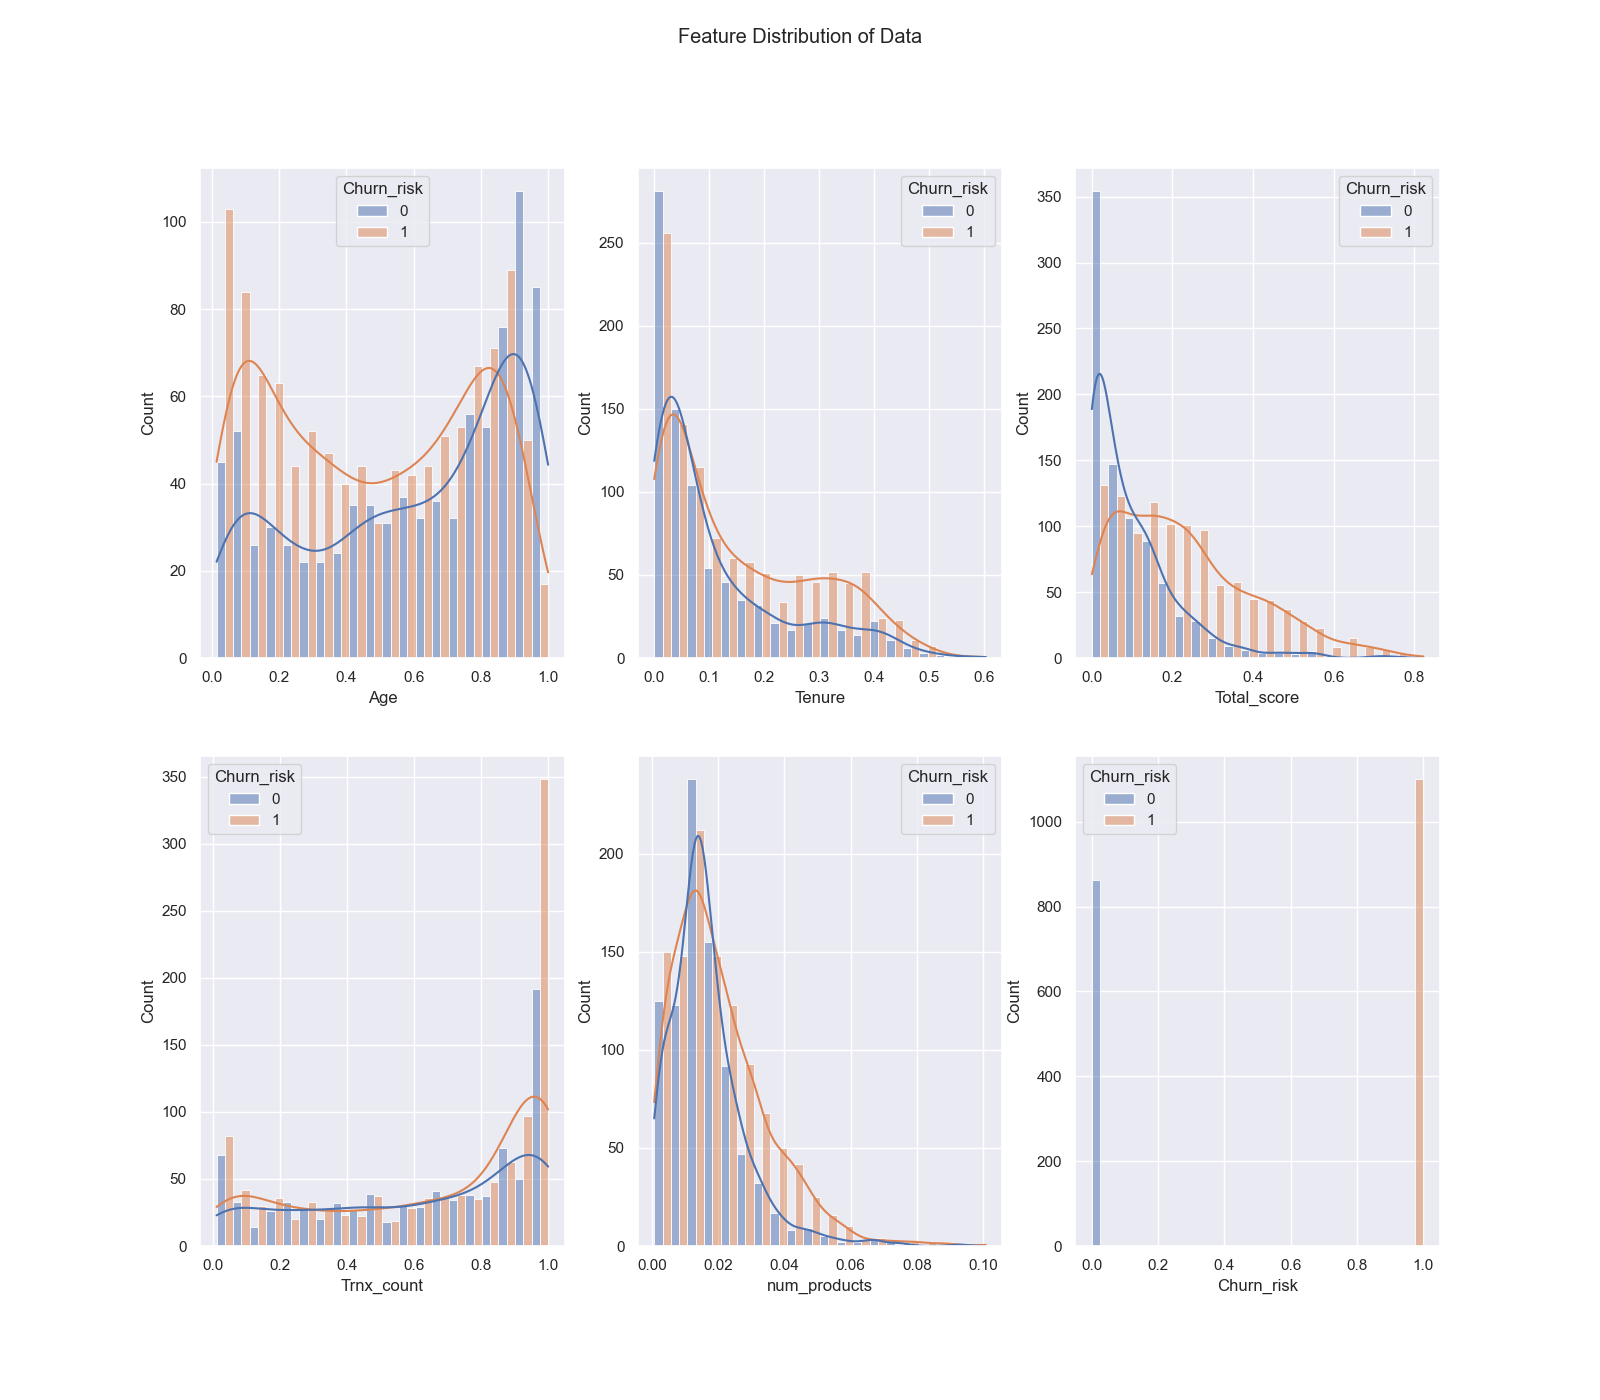 Feature Distribution of Data
Churn_risk
0
1
100
80
60
40
20
0
Count
0.0 0.2 0.4 0.6 0.8 1.0
Age
Churn_risk
0
1
250
200
150
100
50
0
Count
0.0 0.1 0.2 0.3 0.4 0.5 0.6
Tenure
Churn_risk
0
1
350
300
250
200
150
100
50
0
Count
0.0 0.2 0.4 0.6 0.8
Total_score
Churn_risk
0
1
350
300
250
200
150
100
50
0
Count
0.0 0.2 0.4 0.6 0.8 1.0
Trnx_count
Churn_risk
0
1
200
150
100
50
0
Count
0.00 0.02 0.04 0.06 0.08 0.10
num_products
Churn_risk
0
1
1000
800
600
400
200
0
Count
0.0 0.2 0.4 0.6 0.8 1.0
Churn_risk